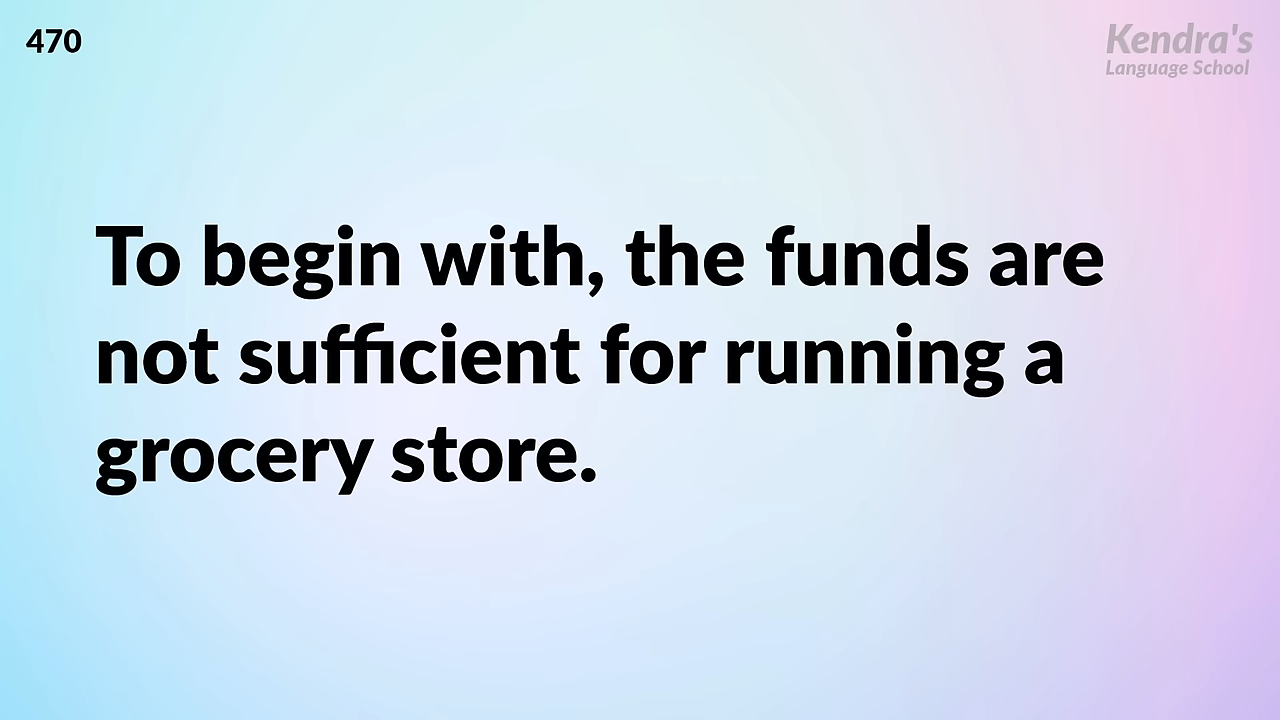 470
Kendra's
Language School
To begin with, the funds are
not sufficient for running a
grocery store.